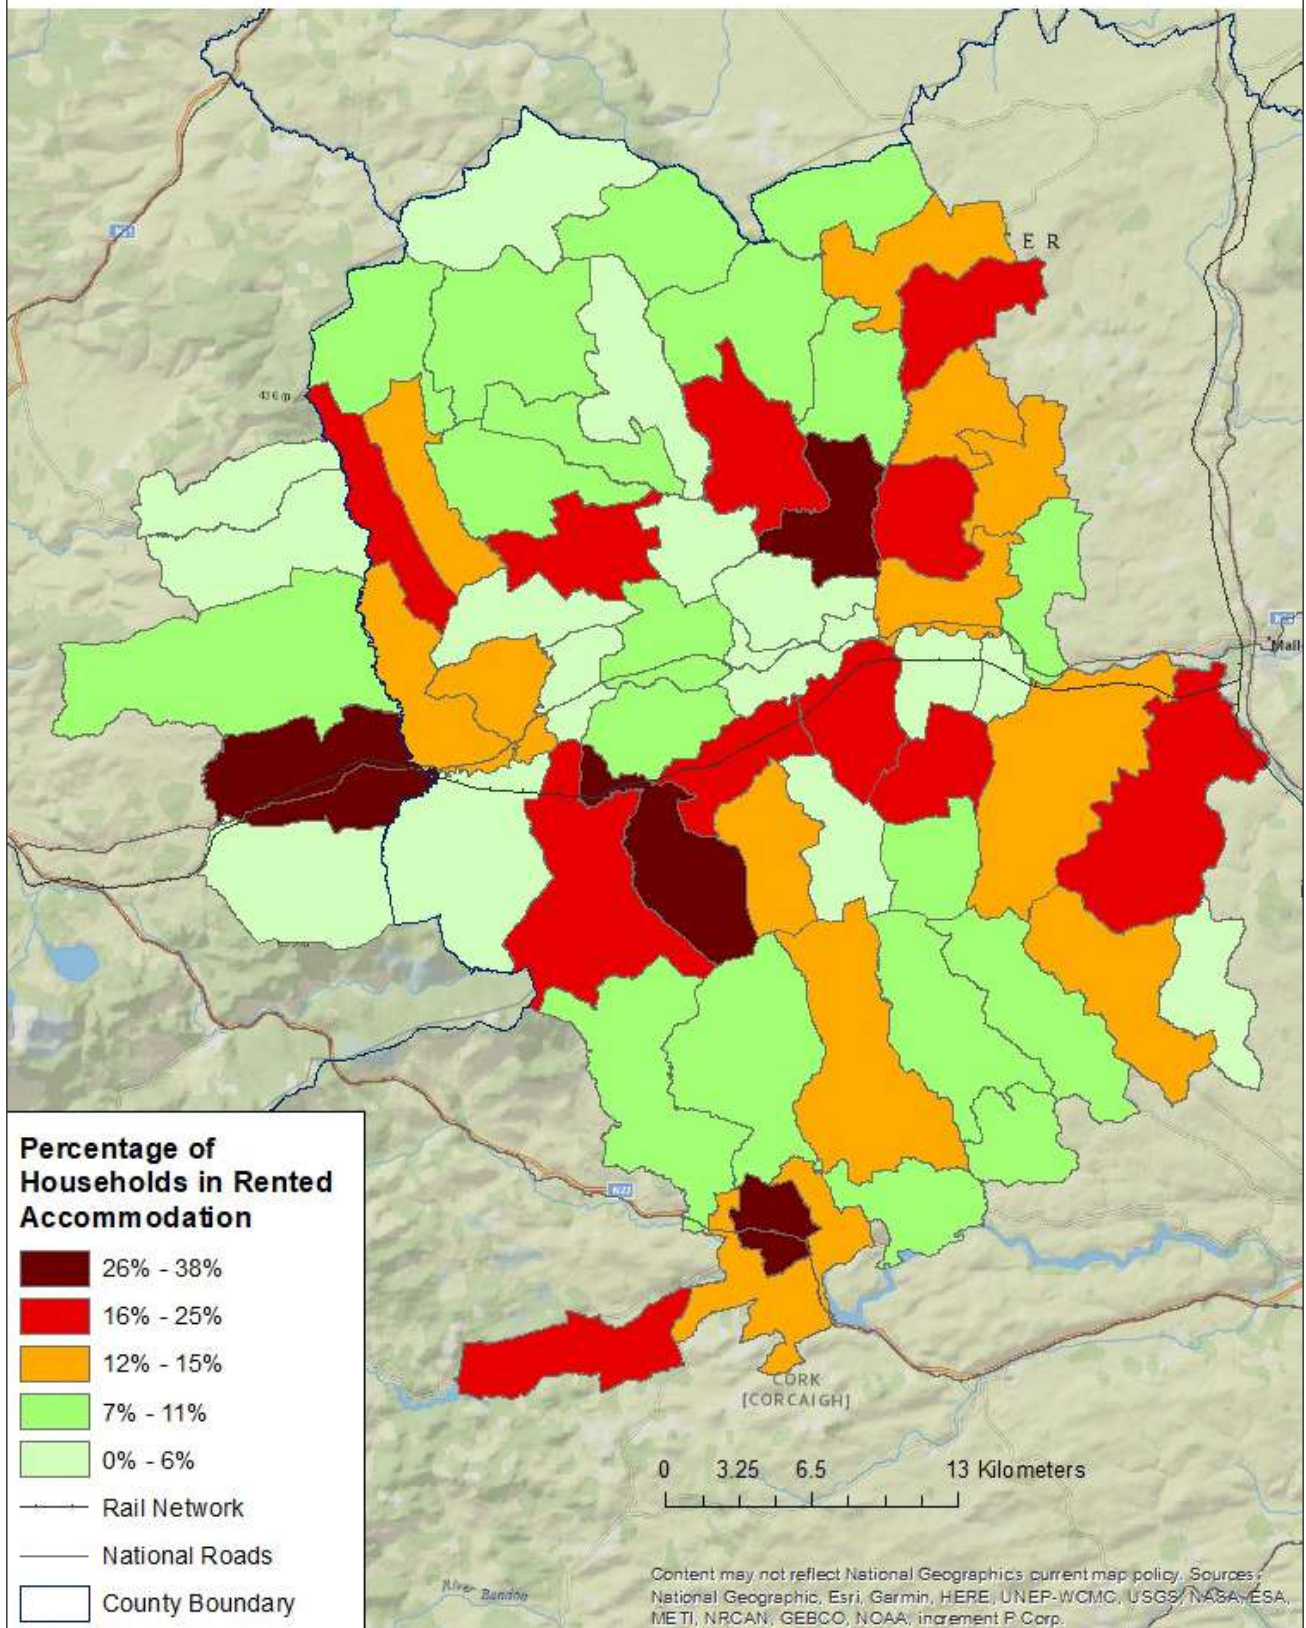 E R
Mall
N22
CORK
[CORCAIGH]
Percentage of
Households in Rented
Accommodation
26% - 38%
16% - 25%
12% - 15%
7% - 11%
0% - 6%
Rail Network
National Roads
County Boundary
0 3.25 6.5 13 Kilometers
River Bandon
Content may not reflect National Geographic's current map policy. Sources:
National Geographic, Esri, Garmin, HERE, UNEP-WCMC, USGS, NASA, ESA,
METI, NRCAN, GEBCO, NOAA, increment P Corp.